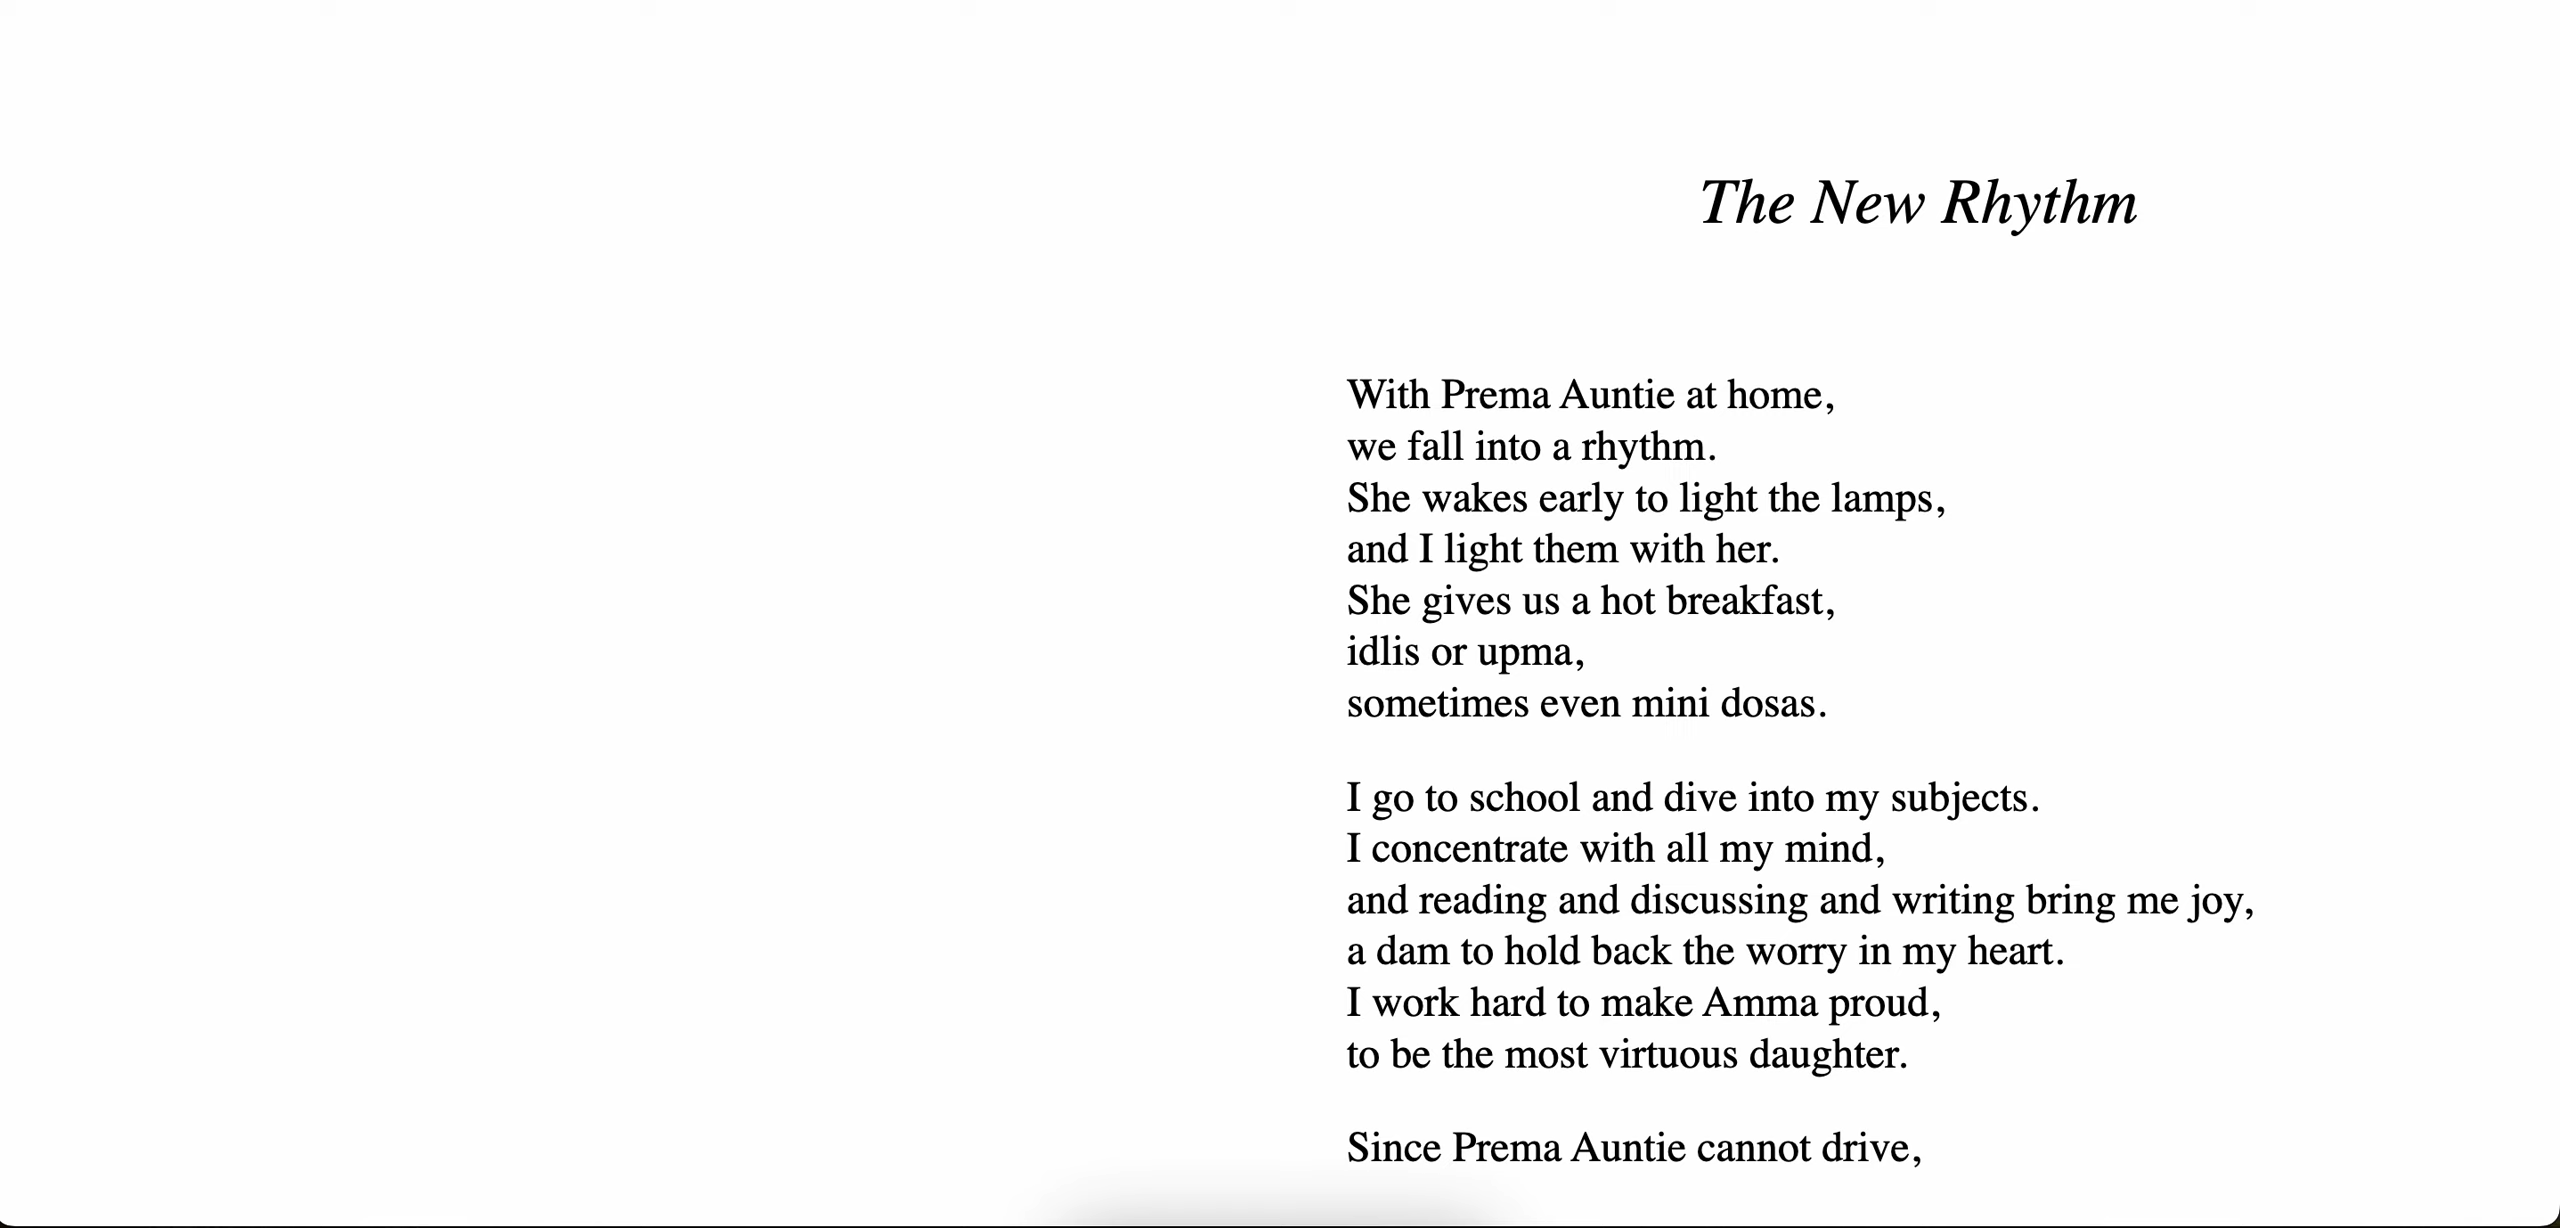 The New Rhythm
With Prema Auntie at home,
we fall into a rhythm.
She wakes early to light the lamps,
and I light them with her.
She gives us a hot breakfast,
idlis or upma,
sometimes even mini dosas.
I go to school and dive into my subjects.
I concentrate with all my mind,
and reading and discussing and writing bring me joy,
a dam to hold back the worry in my heart.
I work hard to make Amma proud,
to be the most virtuous daughter.
Since Prema Auntie cannot drive,